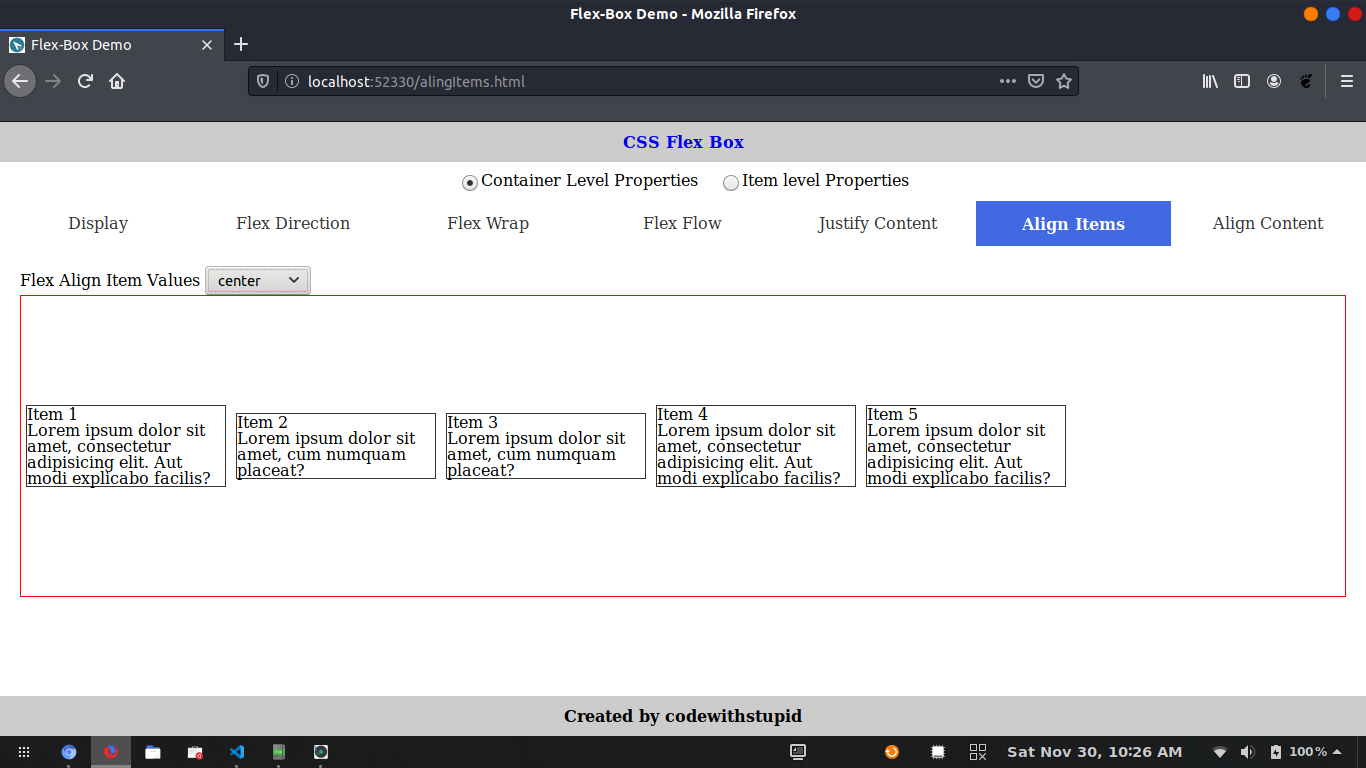 Flex-Box Demo - Mozilla Firefox
Flex-Box Demo
localhost:52330/alingItems.html
CSS Flex Box
Container Level Properties Item level Properties
Display Flex Direction Flex Wrap Flex Flow Justify Content Align Items Align Content
Flex Align Item Values center
Item 1
Lorem ipsum dolor sit
amet, consectetur
adipisicing elit. Aut
modi explicabo facilis?
Item 2
Lorem ipsum dolor sit
amet, cum numquam
placeat?
Item 3
Lorem ipsum dolor sit
amet, cum numquam
placeat?
Item 4
Lorem ipsum dolor sit
amet, consectetur
adipisicing elit. Aut
modi explicabo facilis?
Item 5
Lorem ipsum dolor sit
amet, consectetur
adipisicing elit. Aut
modi explicabo facilis?
Created by codewithstupid
Sat Nov 30, 10:26 AM 100 %